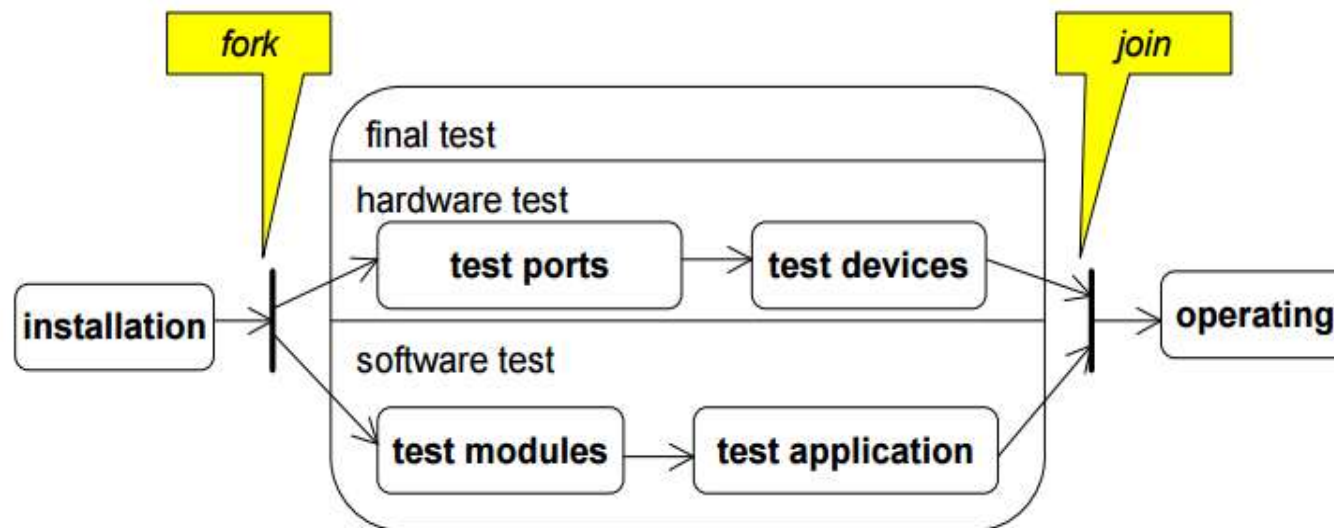 fork
join
final test
hardware test
test ports
test devices
installation
operating
software test
test modules
test application